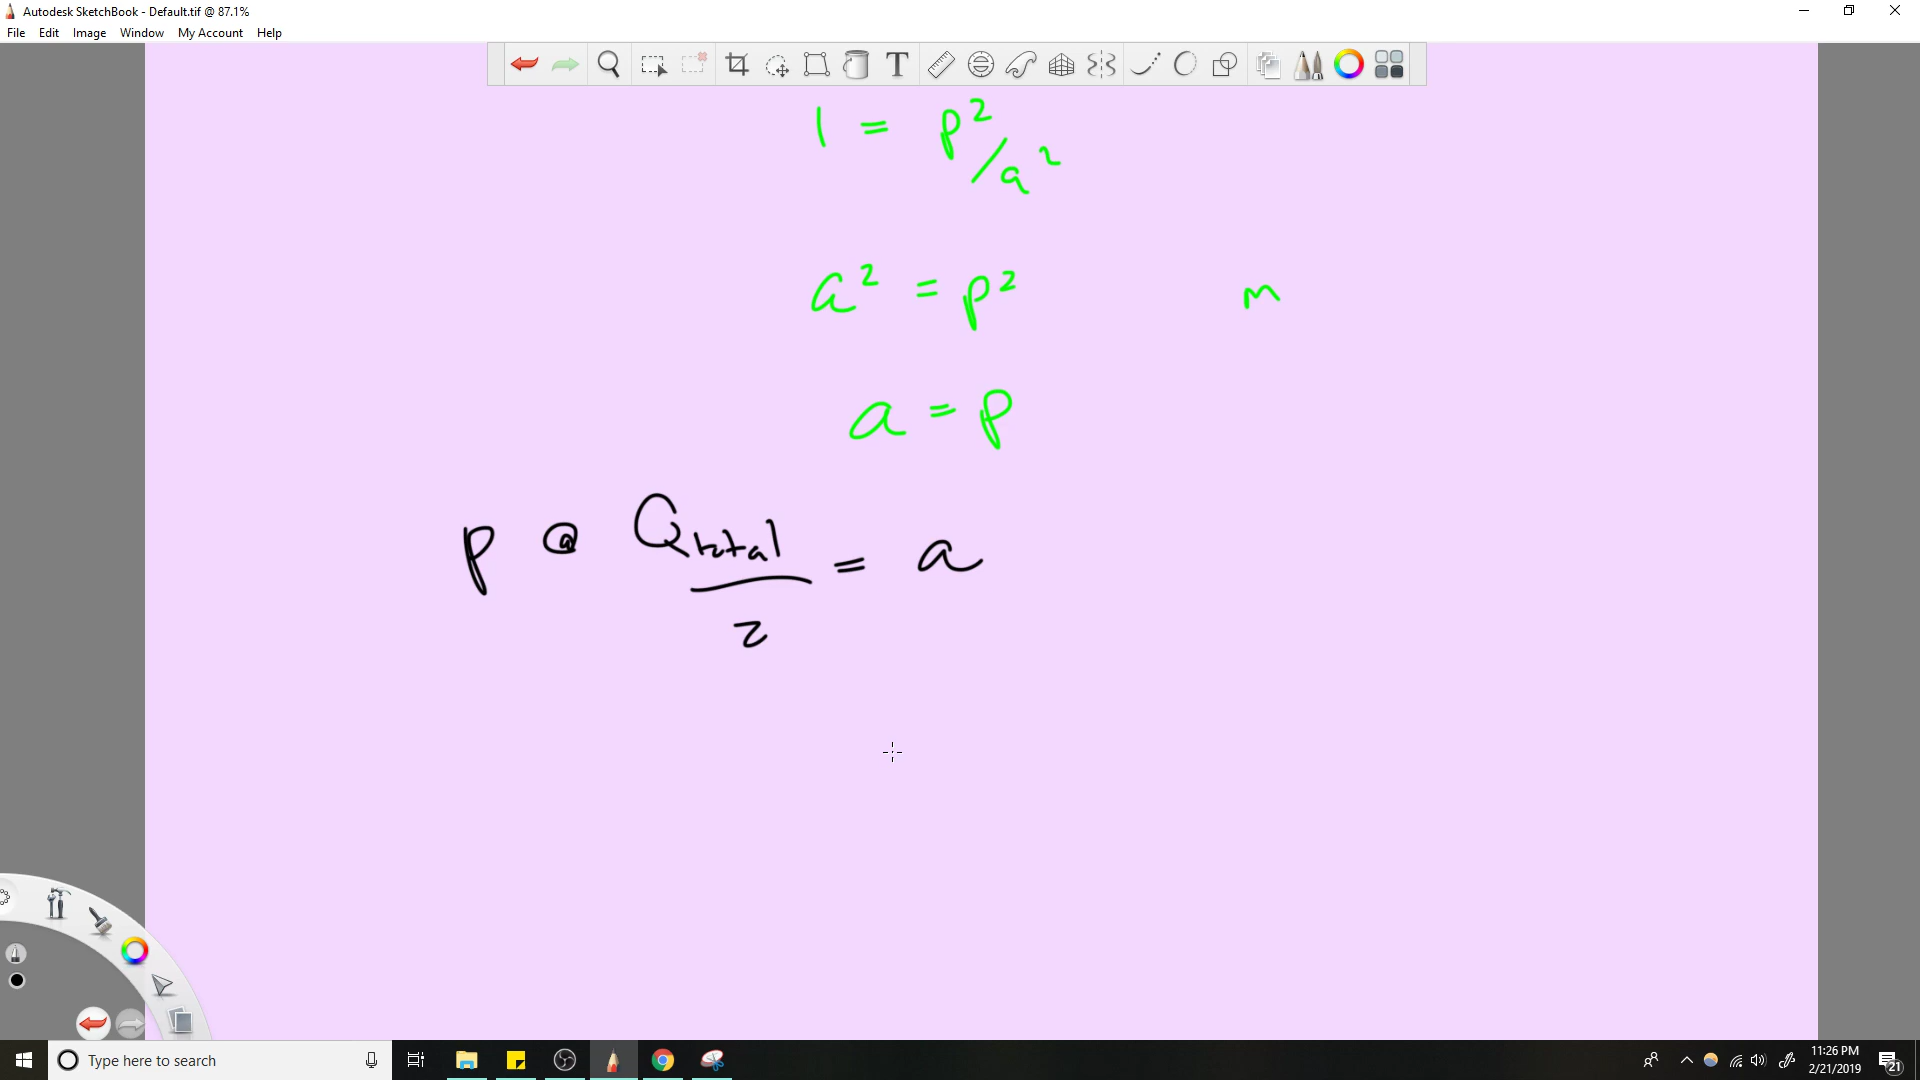 Autodesk SketchBook - Default.tif @ 87.1%
File Edit Image Window My Account Help
1 = p²/a²
a² = p² m
a = p
p @ Qtotal/2 = a
Type here to search
11:26 PM
2/21/2019
21